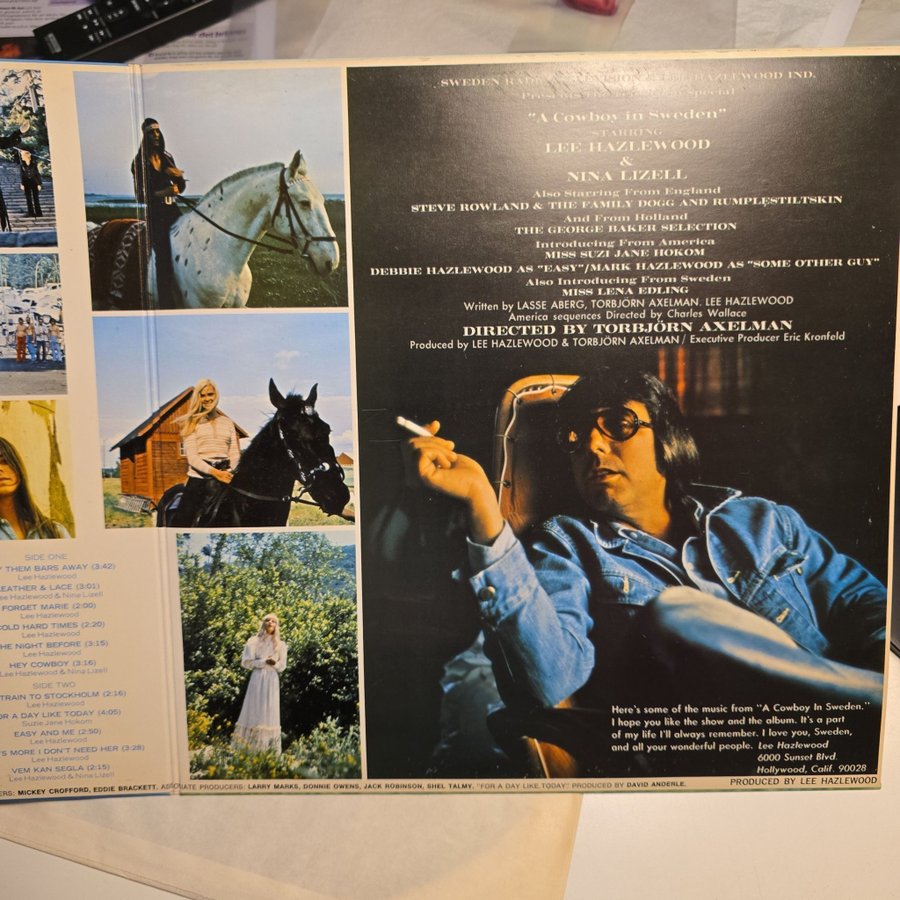 SWEDEN RADIO
HAZLEWOOD IND.
Special
"A Cowboy in Sweden"
STARRING
LEE HAZLEWOOD
&
NINA LIZELL
Also Starring From England
STEVE ROWLAND & THE FAMILY DOGG AND RUMPLESTILTSKIN
And From Holland
THE GEORGE BAKER SELECTION
Introducing From America
MISS SUZI JANE HOKOM
DEBBIE HAZLEWOOD AS "EASY"/MARK HAZLEWOOD AS "SOME OTHER GUY"
Also Introducing From Sweden
MISS LENA EDLING
Written by LASSE ABERG, TORBJÖRN AXELMAN. LEE HAZLEWOOD
America sequences Directed by Charles Wallace
DIRECTED BY TORBJÖRN AXELMAN
Produced by LEE HAZLEWOOD & TORBJÖRN AXELMAN / Executive Producer Eric Kronfeld
SIDE ONE
THEM BARS AWAY (3:42)
Lee Hazlewood
LEATHER & LACE (3:01)
Lee Hazlewood & Nina Lizell
FORGET MARIE (2:00)
Lee Hazlewood
COLD HARD TIMES (2:20)
Lee Hazlewood
THE NIGHT BEFORE (3:15)
Lee Hazlewood
HEY COWBOY (3:16)
Lee Hazlewood & Nina Lizell
SIDE TWO
TRAIN TO STOCKHOLM (2:16)
Lee Hazlewood
FOR A DAY LIKE TODAY (4:05)
Suzie Jane Hokom
EASY AND ME (2:50)
Lee Hazlewood
'S MORE I DON'T NEED HER (3:28)
Lee Hazlewood
VEM KAN SEGLA (2:15)
Lee Hazlewood & Nina Lizell
Here's some of the music from "A Cowboy In Sweden."
I hope you like the show and the album. It's a part
of my life I'll always remember. I love you, Sweden,
and all your wonderful people. Lee Hazlewood
6000 Sunset Blvd.
Hollywood, Calif. 90028
PRODUCED BY LEE HAZLEWOOD
ERS: MICKEY CROFFORD, EDDIE BRACKETT. ASSOCIATE PRODUCERS: LARRY MARKS, DONNIE OWENS, JACK ROBINSON, SHEL TALMY. "FOR A DAY LIKE TODAY" PRODUCED BY DAVID ANDERLE.